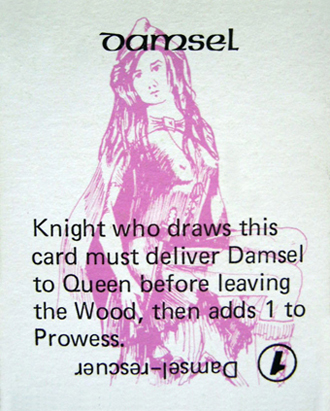 Damsel
Knight who draws this
card must deliver Damsel
to Queen before leaving
the Wood, then adds 1 to
Prowess.
Damsel-rescuer
1